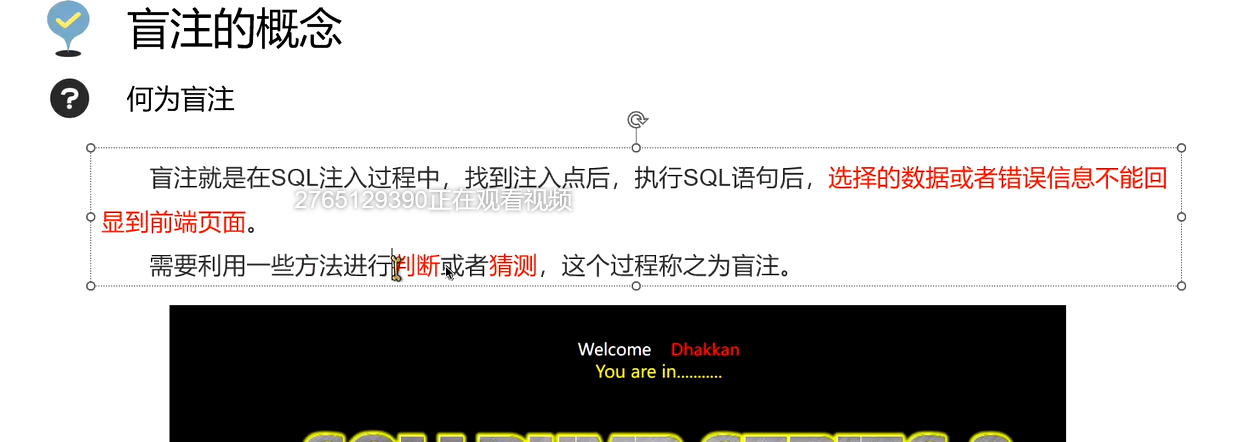 盲注的概念
何为盲注
盲注就是在SQL注入过程中，找到注入点后，执行SQL语句后，选择的数据或者错误信息不能回
2765129390正在观看视频
显到前端页面。
需要利用一些方法进行判断或者猜测，这个过程称之为盲注。
Welcome Dhakkan
You are in...........